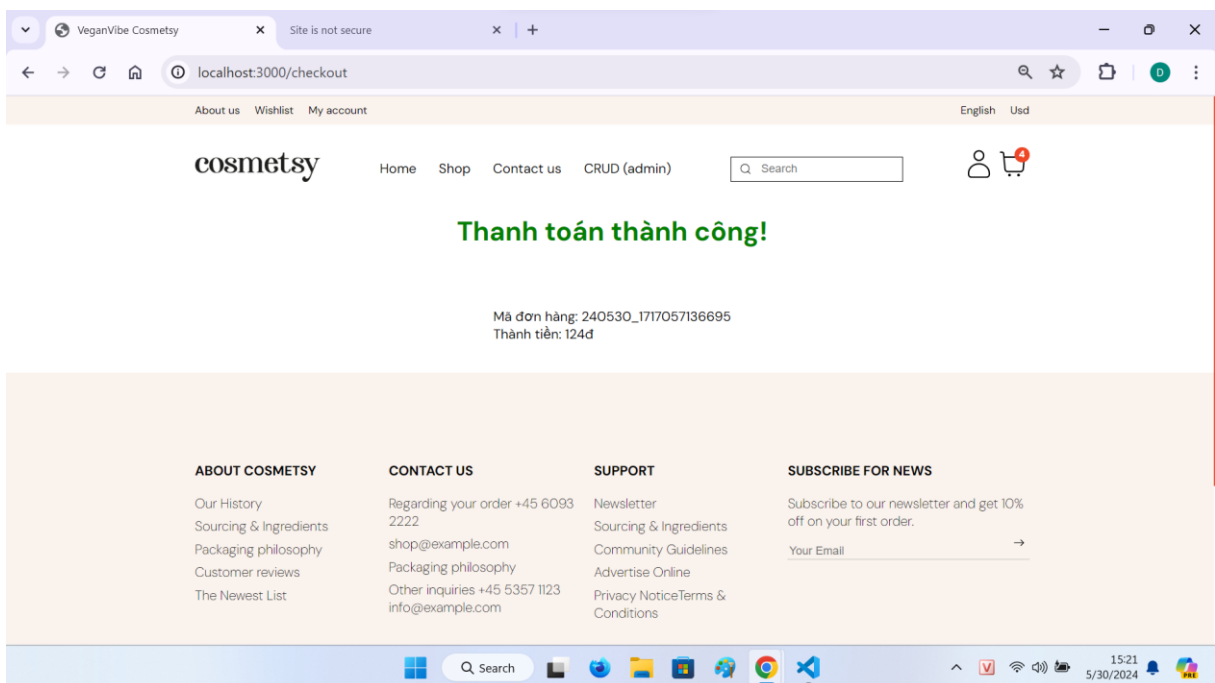 VeganVibe Cosmetsy
Site is not secure
localhost:3000/checkout
D
About us Wishlist My account
English Usd
cosmetsy
Home Shop Contact us CRUD (admin)
Search
4
Thanh toán thành công!
Mã đơn hàng: 240530_1717057136695
Thành tiền: 124đ
ABOUT COSMETSY
Our History
Sourcing & Ingredients
Packaging philosophy
Customer reviews
The Newest List
CONTACT US
Regarding your order +45 6093
2222
shop@example.com
Packaging philosophy
Other inquiries +45 5357 1123
info@example.com
SUPPORT
Newsletter
Sourcing & Ingredients
Community Guidelines
Advertise Online
Privacy NoticeTerms &
Conditions
SUBSCRIBE FOR NEWS
Subscribe to our newsletter and get 10%
off on your first order.
Your Email
Search
V
15:21
5/30/2024
PRE